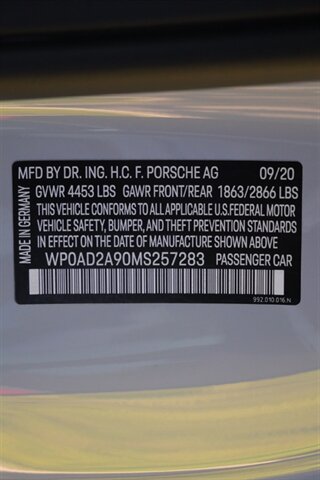 MFD BY DR. ING. H.C. F. PORSCHE AG 09/20
GVWR 4453 LBS GAWR FRONT/REAR 1863/2866 LBS
THIS VEHICLE CONFORMS TO ALL APPLICABLE U.S.FEDERAL MOTOR
VEHICLE SAFETY, BUMPER, AND THEFT PREVENTION STANDARDS
IN EFFECT ON THE DATE OF MANUFACTURE SHOWN ABOVE
WP0AD2A90MS257283 PASSENGER CAR
992.010.016.N
MADE IN GERMANY